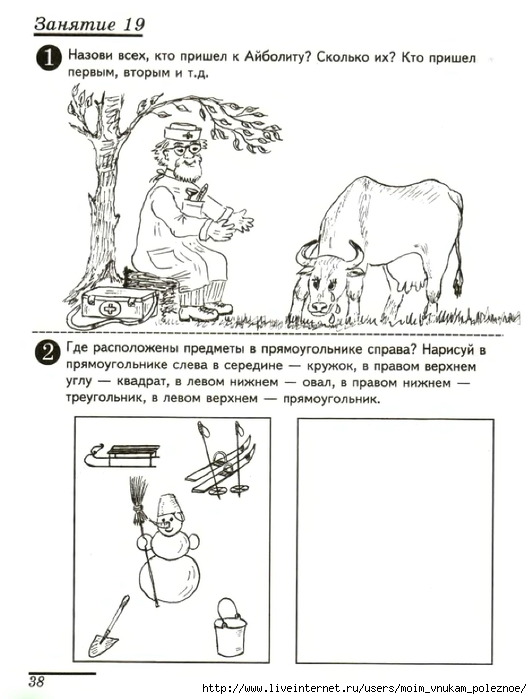 Занятие 19
1 Назови всех, кто пришел к Айболиту? Сколько их? Кто пришел
первым, вторым и т.д.
2 Где расположены предметы в прямоугольнике справа? Нарисуй в
прямоугольнике слева в середине — кружок, в правом верхнем
углу — квадрат, в левом нижнем — овал, в правом нижнем —
треугольник, в левом верхнем — прямоугольник.
38
http://www.liveinternet.ru/users/moim_vnukam_poleznoe/